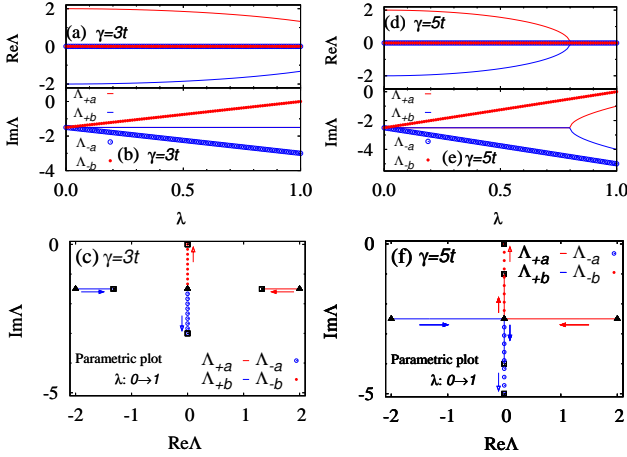 (a) γ=3t
ReΛ
2
0
-2
Λ+a
Λ+b
Λ-a
Λ-b
(b) γ=3t
ImΛ
0
-2
-4
0.0 0.5 1.0
λ
(d) γ=5t
ReΛ
2
0
-2
Λ+a
Λ+b
Λ-a
Λ-b
(e) γ=5t
ImΛ
0
-2
-4
0.0 0.5 1.0
λ
(c) γ=3t
ImΛ
0
-5
Parametric plot
λ: 0→1
Λ+a Λ-a
Λ+b Λ-b
-2 -1 0 1 2
ReΛ
(f) γ=5t
Λ+a Λ-a
Λ+b Λ-b
ImΛ
0
-5
Parametric plot
λ: 0→1
-2 -1 0 1 2
ReΛ